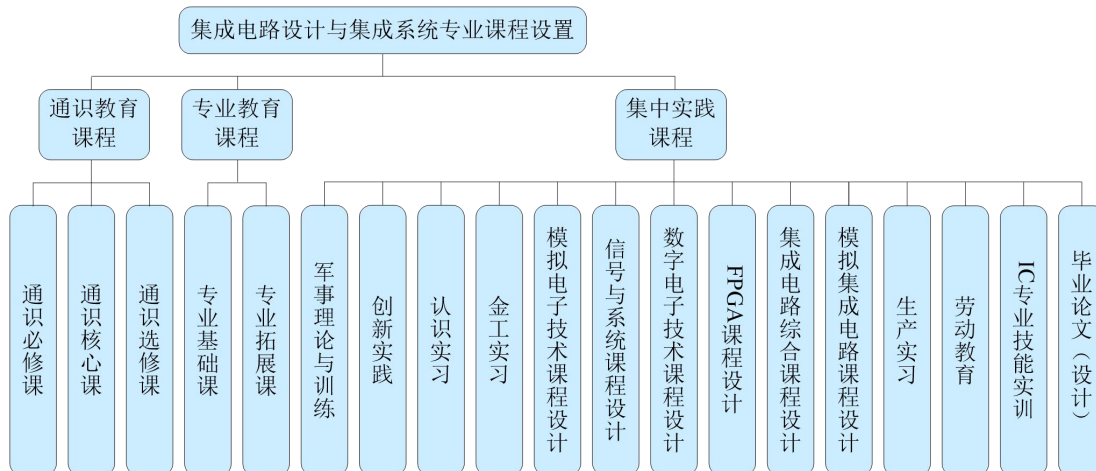 集成电路设计与集成系统专业课程设置
通识教育
课程
专业教育
课程
集中实践
课程
通识必修课
通识核心课
通识选修课
专业基础课
专业拓展课
军事理论与训练
创新实践
认识实习
金工实习
模拟电子技术课程设计
信号与系统课程设计
数字电子技术课程设计
FPGA课程设计
集成电路综合课程设计
模拟集成电路课程设计
生产实习
劳动教育
IC专业技能实训
毕业论文（设计）